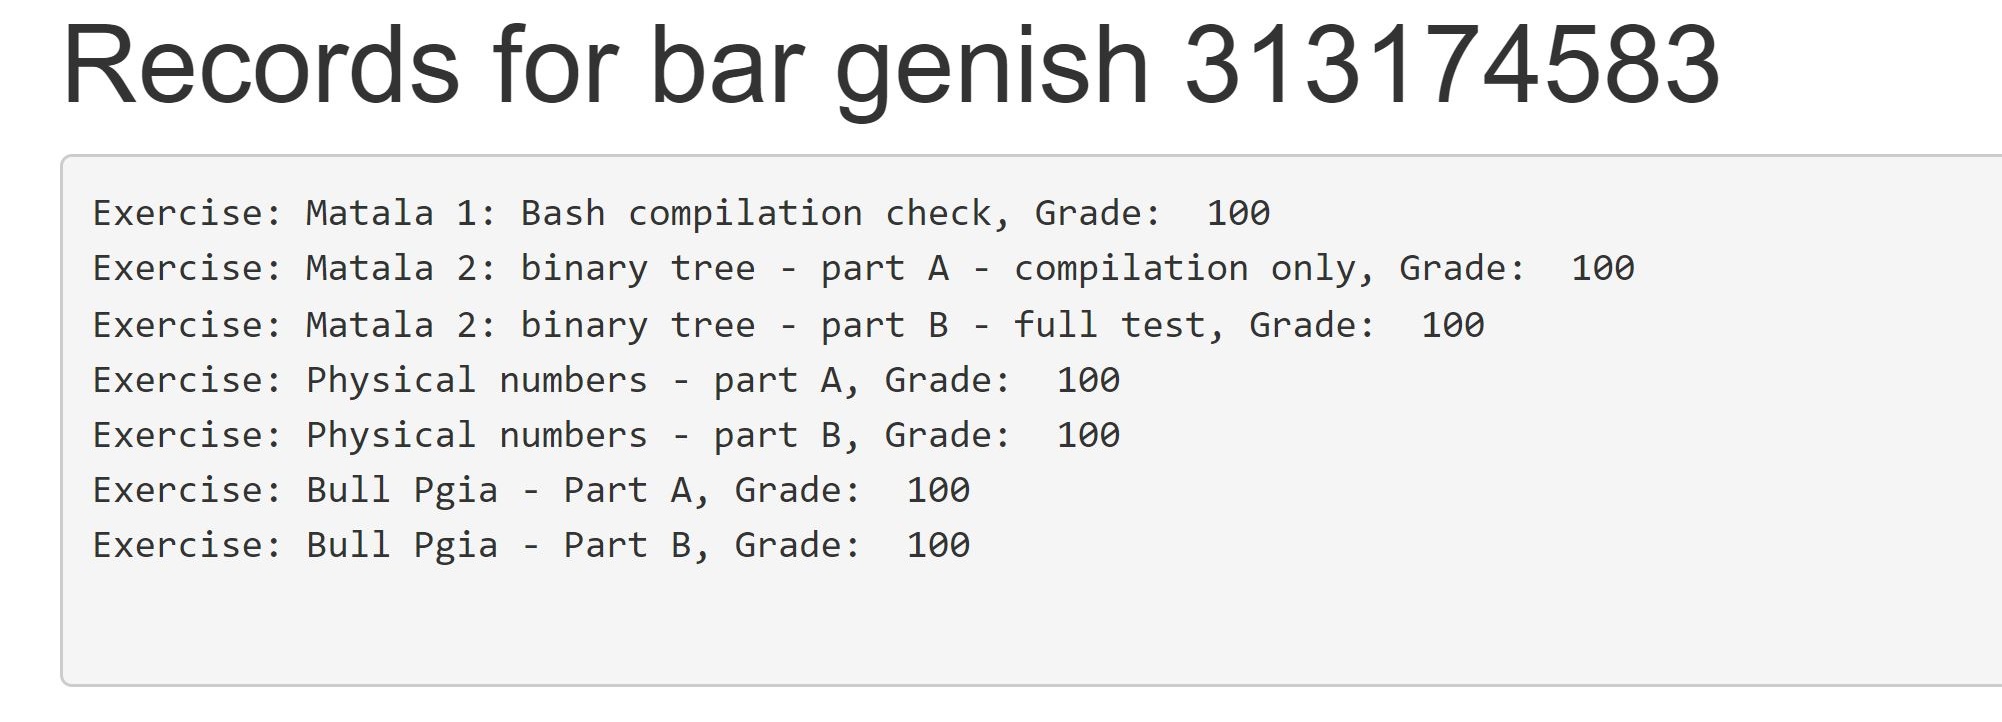 Records for bar genish 313174583
Exercise: Matala 1: Bash compilation check, Grade:  100
Exercise: Matala 2: binary tree - part A - compilation only, Grade:  100
Exercise: Matala 2: binary tree - part B - full test, Grade:  100
Exercise: Physical numbers - part A, Grade:  100
Exercise: Physical numbers - part B, Grade:  100
Exercise: Bull Pgia - Part A, Grade:  100
Exercise: Bull Pgia - Part B, Grade:  100